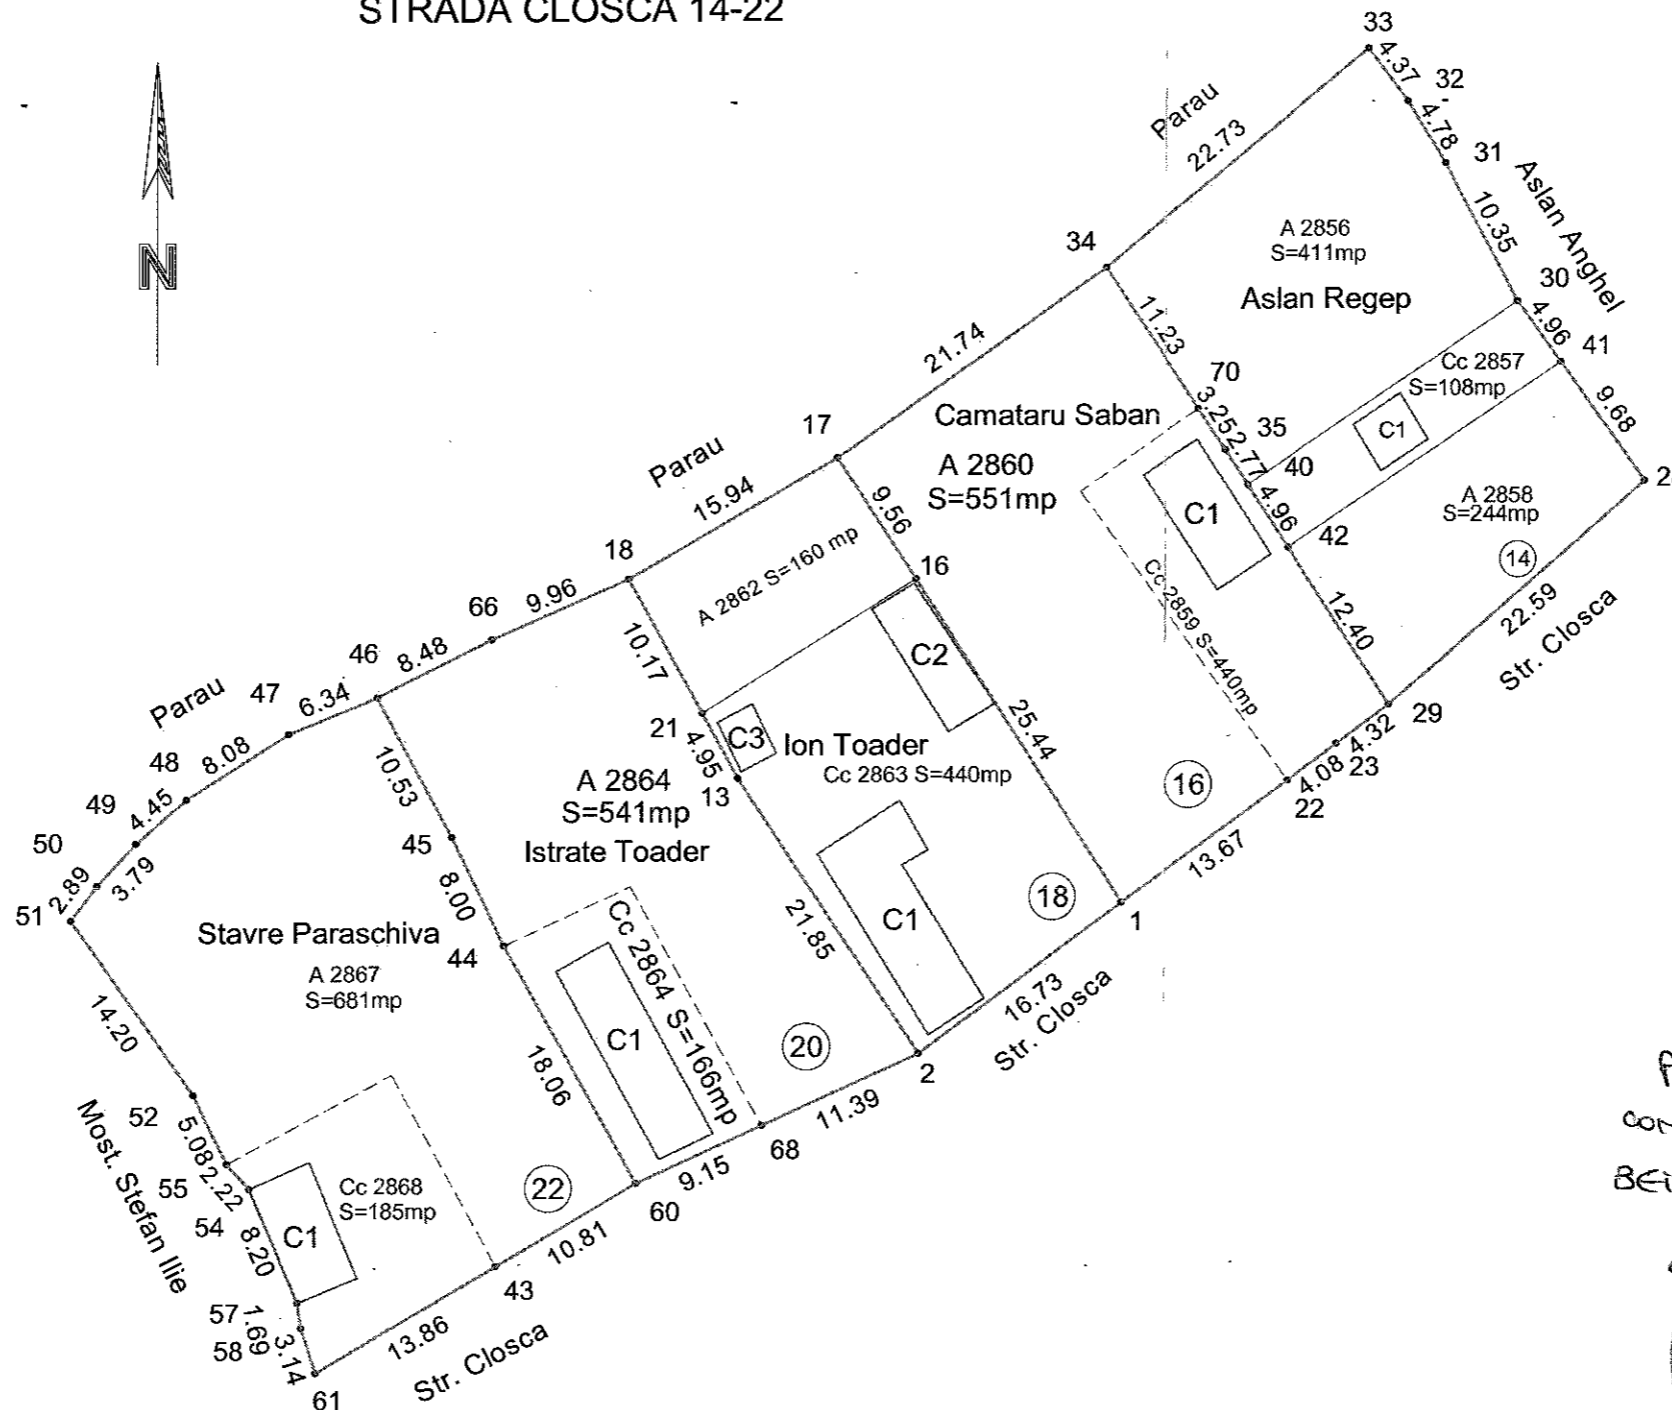 STRADA CLOSCA 14-22
N
33
4.37
32
4.78
31
Aslan Anghel
10.35
30
4.96
41
9.68
Parau
22.73
34
A 2856
S=411mp
Aslan Regep
11.23
70
3.25
2.77
35
40
4.96
42
Cc 2857
S=108mp
C1
A 2858
S=244mp
14
12.40
22.59
Str. Closca
29
4.32
23
4.08
22
21.74
17
Camataru Saban
A 2860
S=551mp
C1
Cc 2859 S=440mp
16
13.67
Parau
15.94
18
9.56
16
A 2862 S=160 mp
10.17
21
4.95
13
C2
C3
Ion Toader
Cc 2863 S=440mp
25.44
C1
18
21.85
1
16.73
Str. Closca
2
66
9.96
46
8.48
A 2864
S=541mp
Istrate Toader
10.53
45
8.00
44
18.06
Cc 2864 S=166mp
C1
20
11.39
68
9.15
60
Parau
47
6.34
48
8.08
49
4.45
50
3.79
2.89
51
Stavre Paraschiva
A 2867
S=681mp
14.20
52
5.08
2.22
55
54
8.20
Most. Stefan Ilie
Cc 2868
S=185mp
C1
22
10.81
43
57
1.69
58
3.14
13.86
61
Str. Closca